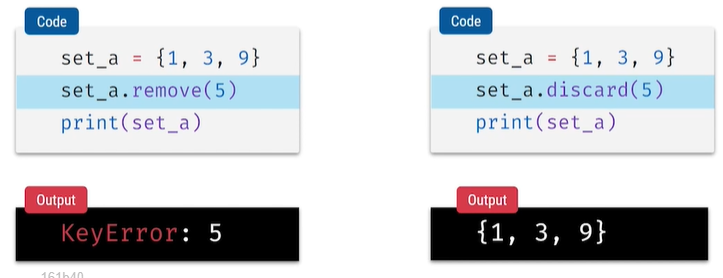 Code
set_a = {1, 3, 9}
set_a.remove(5)
print(set_a)
Output
KeyError: 5
Code
set_a = {1, 3, 9}
set_a.discard(5)
print(set_a)
Output
{1, 3, 9}